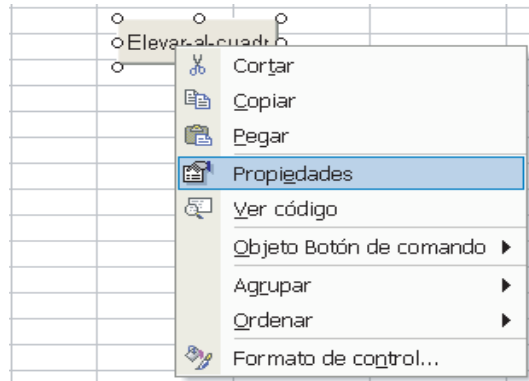 Elevar-al-cuadr
Cortar
Copiar
Pegar
Propiedades
Ver código
Objeto Botón de comando
Agrupar
Ordenar
Formato de control...